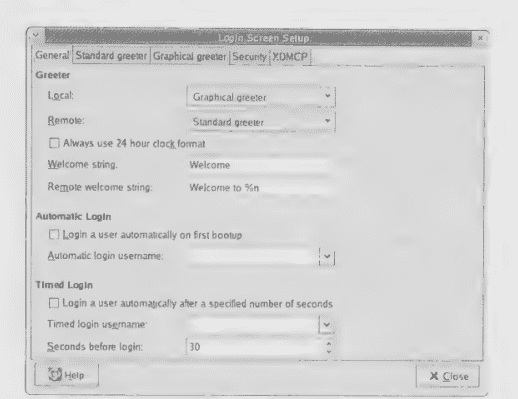 Login Screen Setup
General Standard greeter Graphical greeter Security XDMCP
Greeter
Local: Graphical greeter
Remote: Standard greeter
Always use 24 hour clock format
Welcome string. Welcome
Remote welcome string: Welcome to %n
Automatic Login
Login a user automatically on first bootup
Automatic login username:
Timed Login
Login a user automatically after a specified number of seconds
Timed login username:
Seconds before login: 30
Help Close